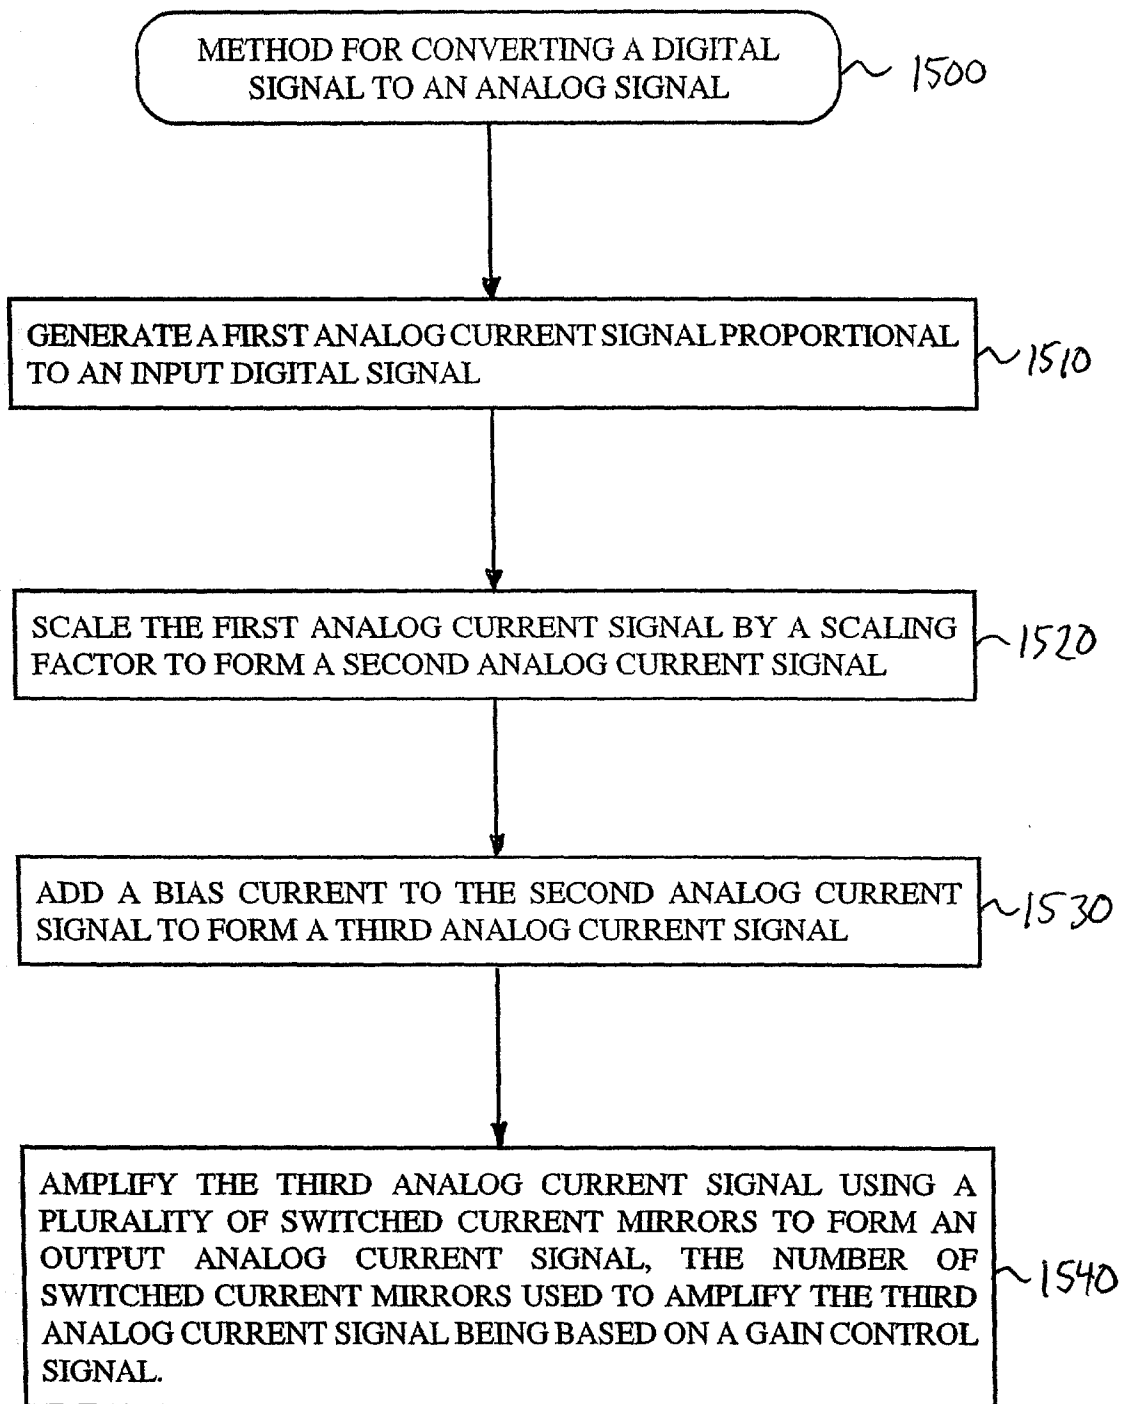 METHOD FOR CONVERTING A DIGITAL
SIGNAL TO AN ANALOG SIGNAL
1500
GENERATE A FIRST ANALOG CURRENT SIGNAL PROPORTIONAL
TO AN INPUT DIGITAL SIGNAL
1510
SCALE THE FIRST ANALOG CURRENT SIGNAL BY A SCALING
FACTOR TO FORM A SECOND ANALOG CURRENT SIGNAL
1520
ADD A BIAS CURRENT TO THE SECOND ANALOG CURRENT
SIGNAL TO FORM A THIRD ANALOG CURRENT SIGNAL
1530
AMPLIFY THE THIRD ANALOG CURRENT SIGNAL USING A
PLURALITY OF SWITCHED CURRENT MIRRORS TO FORM AN
OUTPUT ANALOG CURRENT SIGNAL, THE NUMBER OF
SWITCHED CURRENT MIRRORS USED TO AMPLIFY THE THIRD
ANALOG CURRENT SIGNAL BEING BASED ON A GAIN CONTROL
SIGNAL.
1540